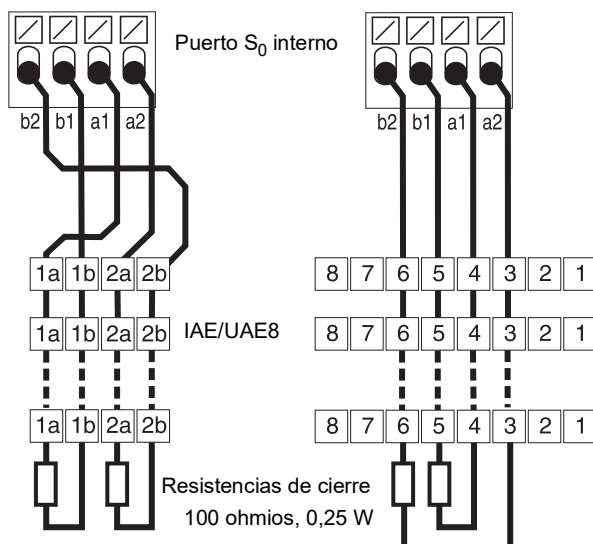 Puerto S0 interno
b2 b1 a1 a2
b2 b1 a1 a2
1a 1b 2a 2b
8 7 6 5 4 3 2 1
1a 1b 2a 2b
IAE/UAE8
8 7 6 5 4 3 2 1
1a 1b 2a 2b
8 7 6 5 4 3 2 1
Resistencias de cierre
100 ohmios, 0,25 W